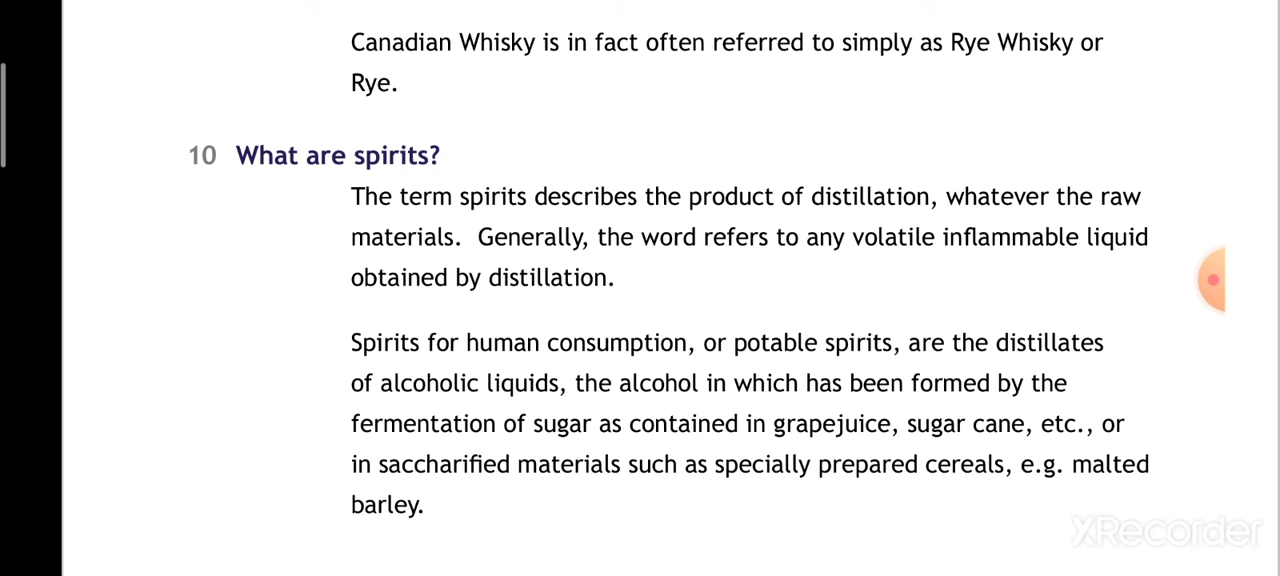 Canadian Whisky is in fact often referred to simply as Rye Whisky or
Rye.
10 What are spirits?
The term spirits describes the product of distillation, whatever the raw
materials.  Generally, the word refers to any volatile inflammable liquid
obtained by distillation.
Spirits for human consumption, or potable spirits, are the distillates
of alcoholic liquids, the alcohol in which has been formed by the
fermentation of sugar as contained in grapejuice, sugar cane, etc., or
in saccharified materials such as specially prepared cereals, e.g. malted
barley.
XRecorder